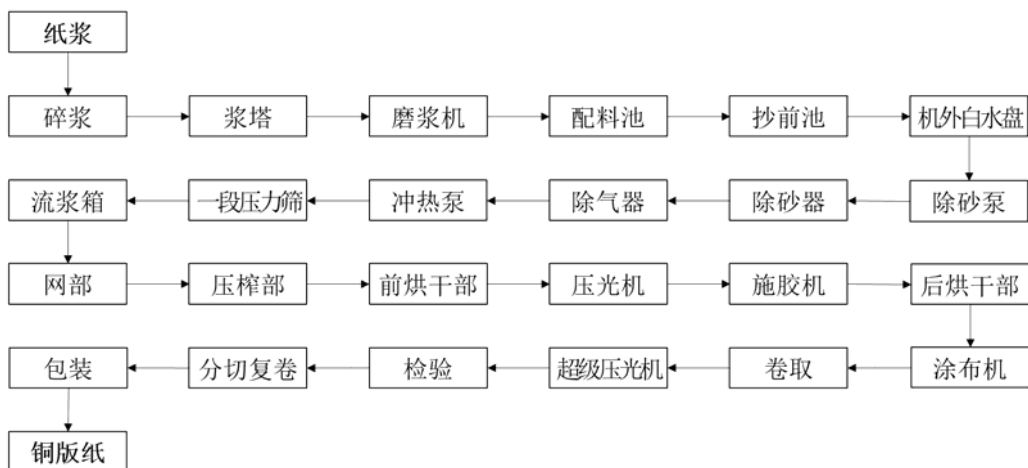 纸浆
碎浆 浆塔 磨浆机 配料池 抄前池 机外白水盘
流浆箱 一段压力筛 冲热泵 除气器 除砂器 除砂泵
网部 压榨部 前烘干部 压光机 施胶机 后烘干部
包装 分切复卷 检验 超级压光机 卷取 涂布机
铜版纸